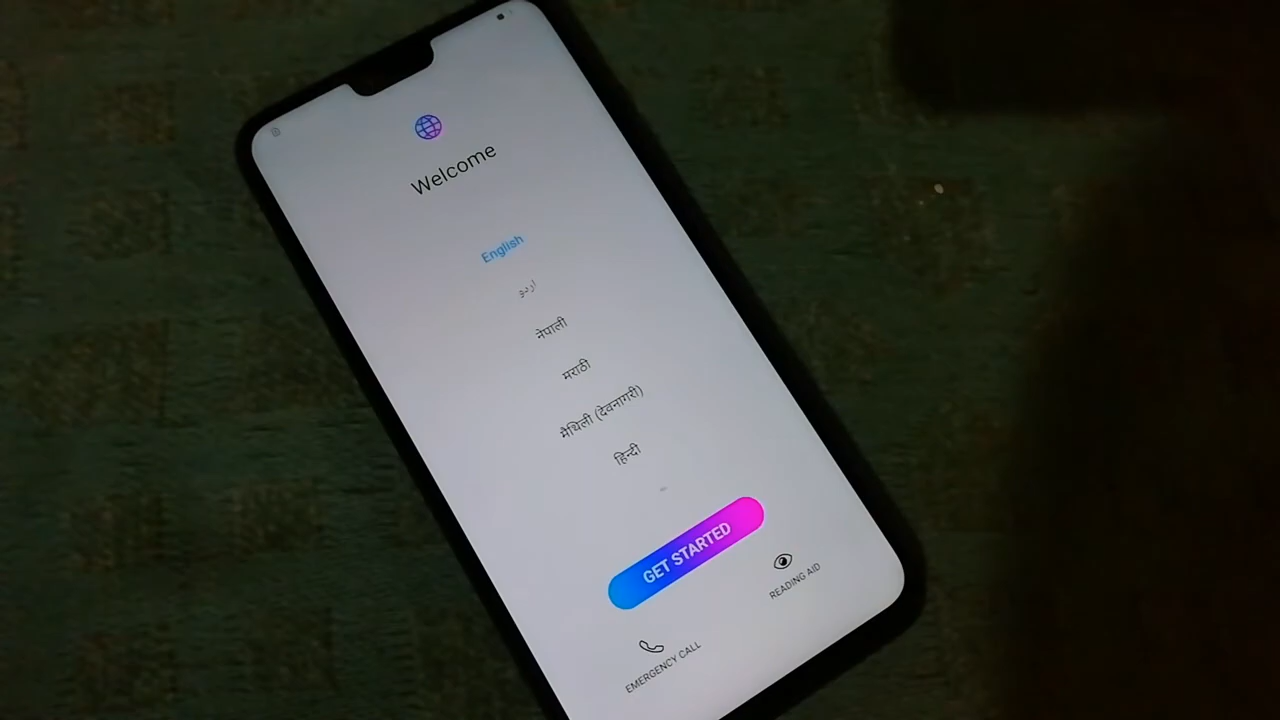 Welcome
English
اردو
नेपाली
मराठी
मैथिली (देवनागरी)
हिन्दी
GET STARTED
READING AID
EMERGENCY CALL